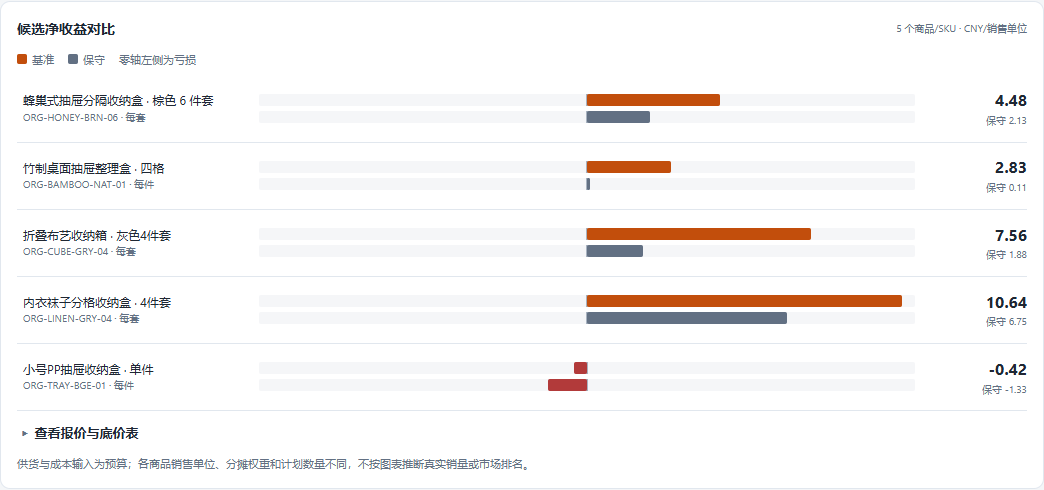 候选净收益对比
5 个商品/SKU · CNY/销售单位
基准 保守 零轴左侧为亏损
蜂巢式抽屉分隔收纳盒 · 棕色 6 件套
4.48
ORG-HONEY-BRN-06 · 每套
保守 2.13
竹制桌面抽屉整理盒 · 四格
2.83
ORG-BAMBOO-NAT-01 · 每件
保守 0.11
折叠布艺收纳箱 · 灰色4件套
7.56
ORG-CUBE-GRY-04 · 每套
保守 1.88
内衣袜子分格收纳盒 · 4件套
10.64
ORG-LINEN-GRY-04 · 每套
保守 6.75
小号PP抽屉收纳盒 · 单件
-0.42
ORG-TRAY-BGE-01 · 每件
保守 -1.33
查看报价与底价表
供货与成本输入为预算；各商品销售单位、分摊权重和计划数量不同，不按图表推断真实销量或市场排名。